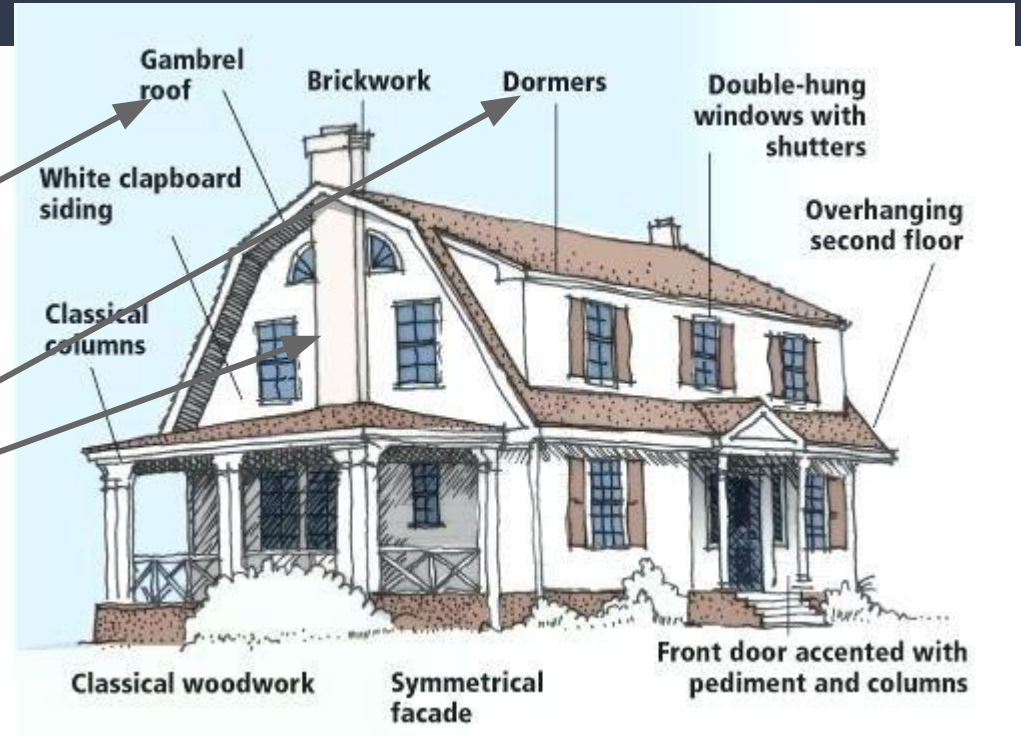 Gambrel
roof
Brickwork
Dormers
Double-hung
windows with
shutters
White clapboard
siding
Overhanging
second floor
Classical
columns
Front door accented with
pediment and columns
Classical woodwork
Symmetrical
facade